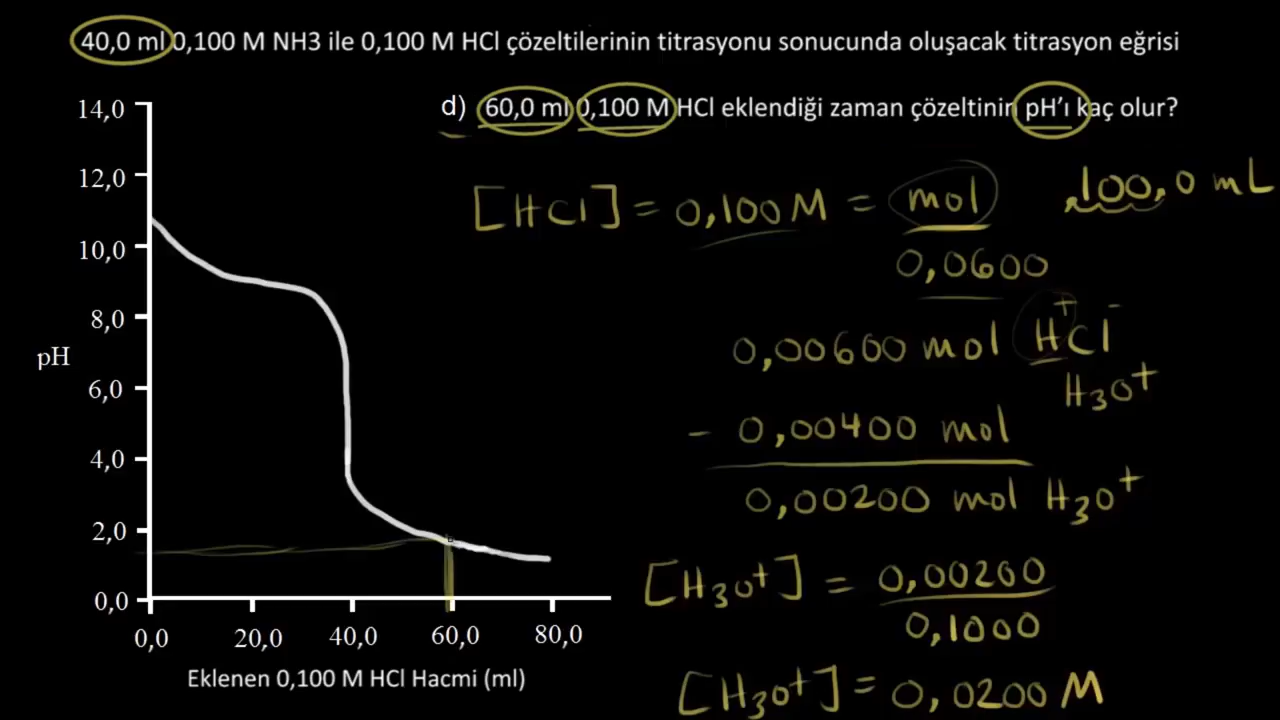 40,0 ml 0,100 M NH3 ile 0,100 M HCl çözeltilerinin titrasyonu sonucunda oluşacak titrasyon eğrisi
d) 60,0 ml 0,100 M HCl eklendiği zaman çözeltinin pH'ı kaç olur?
[HCl] = 0,100 M = mol
0,0600
100,0 mL
0,00600 mol H+Cl-
H3O+
- 0,00400 mol
0,00200 mol H3O+
[H3O+] = 0,00200
0,1000
[H3O+] = 0,0200 M
14,0
12,0
10,0
8,0
pH
6,0
4,0
2,0
0,0
0,0 20,0 40,0 60,0 80,0
Eklenen 0,100 M HCl Hacmi (ml)